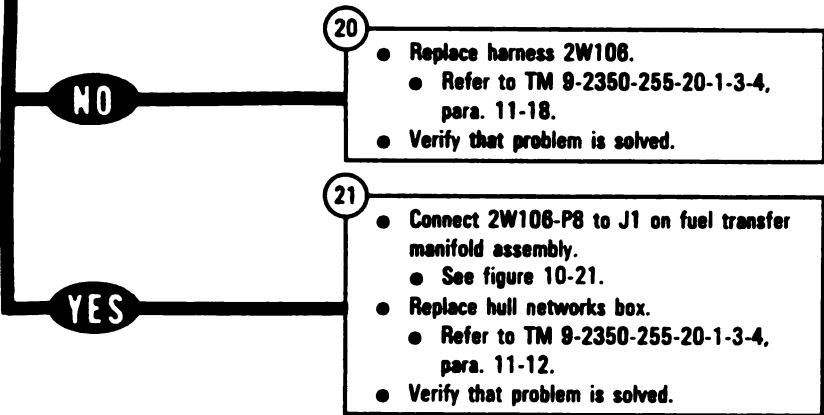 20
● Replace harness 2W106.
● Refer to TM 9-2350-255-20-1-3-4,
para. 11-18.
● Verify that problem is solved.
NO
21
● Connect 2W106-P8 to J1 on fuel transfer
manifold assembly.
● See figure 10-21.
● Replace hull networks box.
● Refer to TM 9-2350-255-20-1-3-4,
para. 11-12.
● Verify that problem is solved.
YES